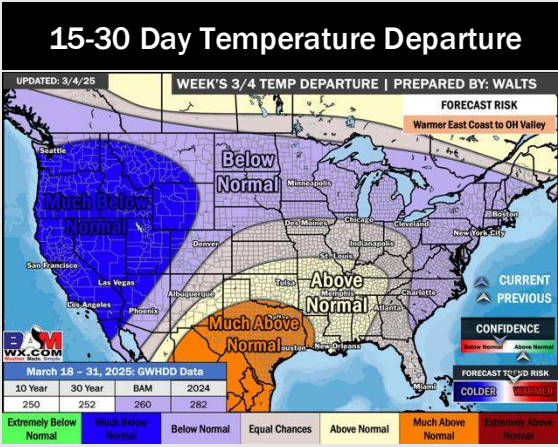 15-30 Day Temperature Departure
UPDATED: 3/4/25
WEEK'S 3/4 TEMP DEPARTURE | PREPARED BY: WALTS
FORECAST RISK
Warmer East Coast to OH Valley
Seattle
Much Below
Normal
Below
Normal
Minneapolis
Boston
Des Moines
Chicago
Cleveland
New York City
Denver
St. Louis
Indianapolis
San Francisco
Las Vegas
Los Angeles
Phoenix
Albuquerque
Tulsa
Above
Normal
Memphis
Charlotte
Atlanta
Much Above
Normal
Dallas
ouston
New Orleans
Miami
CURRENT
PREVIOUS
CONFIDENCE
Below Normal
Above Normal
FORECAST TREND RISK
COLDER
WARMER
BAM
WX.COM
Weather Made Simple
March 18 – 31, 2025: GWHDD Data
10 Year 30 Year BAM 2024
250 252 260 282
Extremely Below Normal
Much Below Normal
Below Normal
Equal Chances
Above Normal
Much Above Normal
Extremely Above Normal